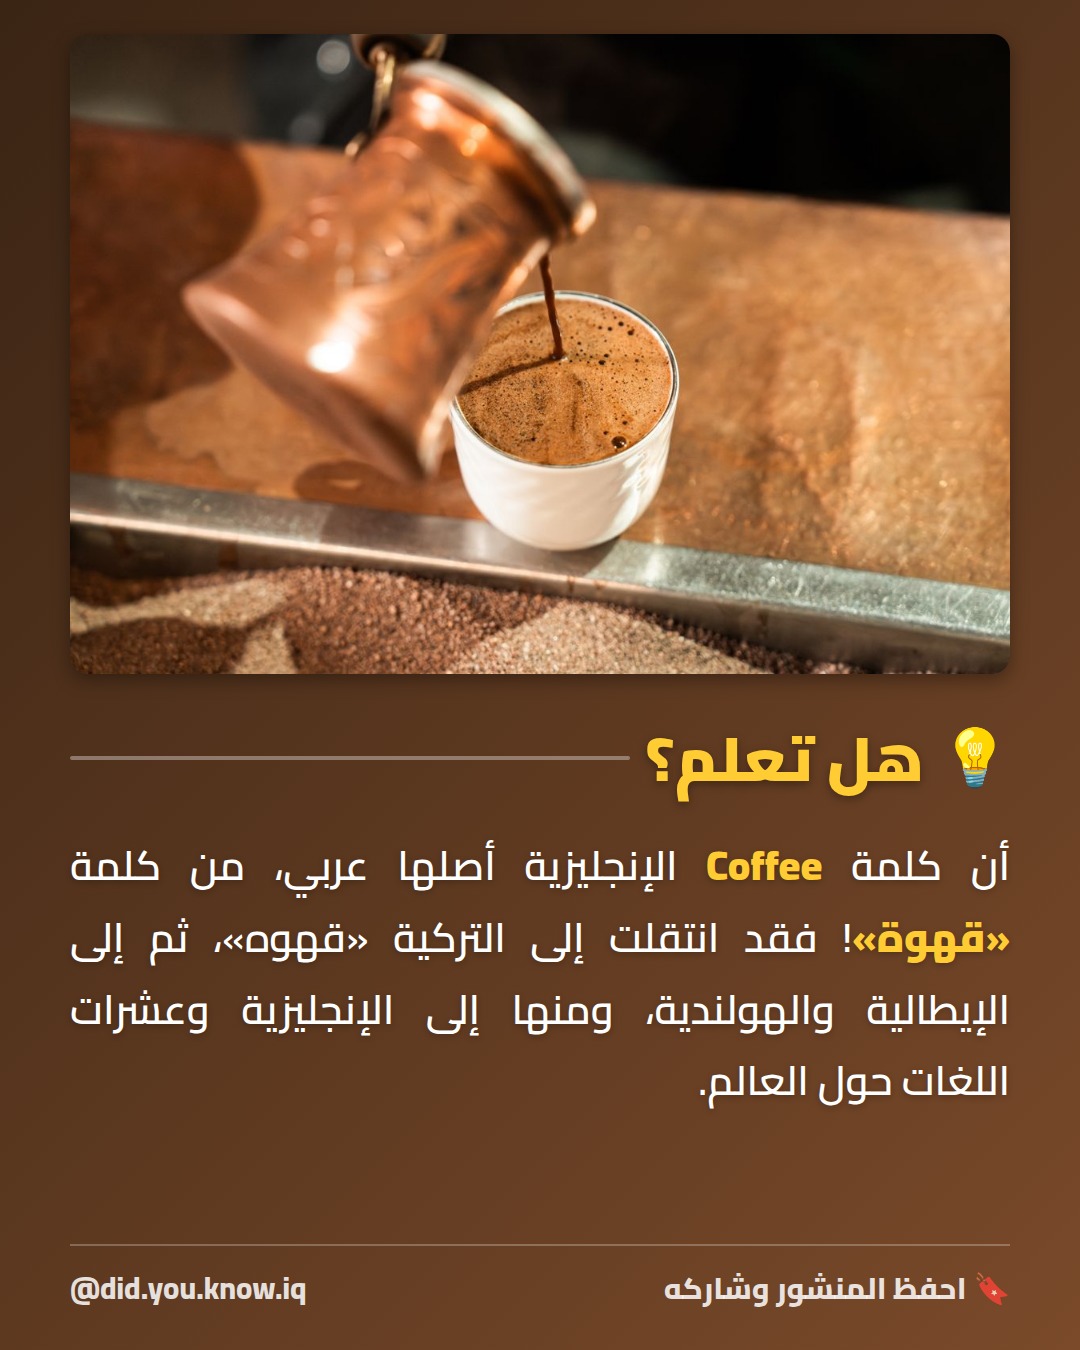 هل تعلم؟
أن كلمة Coffee الإنجليزية أصلها عربي، من كلمة
«قهوة»! فقد انتقلت إلى التركية «قهوه»، ثم إلى
الإيطالية والهولندية، ومنها إلى الإنجليزية وعشرات
اللغات حول العالم.
احفظ المنشور وشاركه
@did.you.know.iq